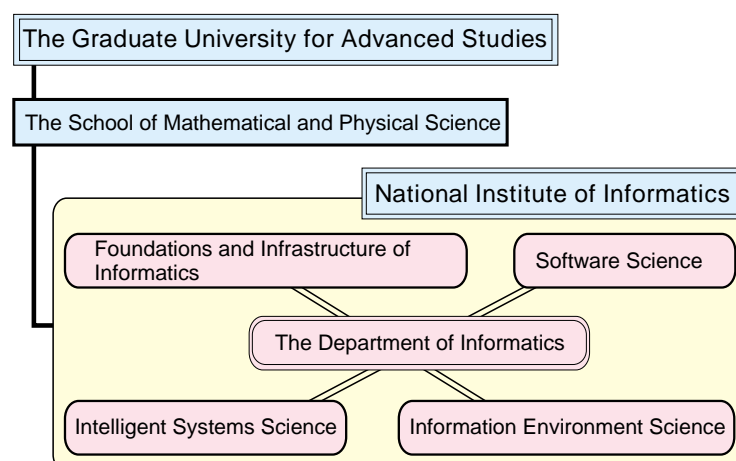 The Graduate University for Advanced Studies
The School of Mathematical and Physical Science
National Institute of Informatics
Foundations and Infrastructure of
Informatics
Software Science
The Department of Informatics
Intelligent Systems Science
Information Environment Science